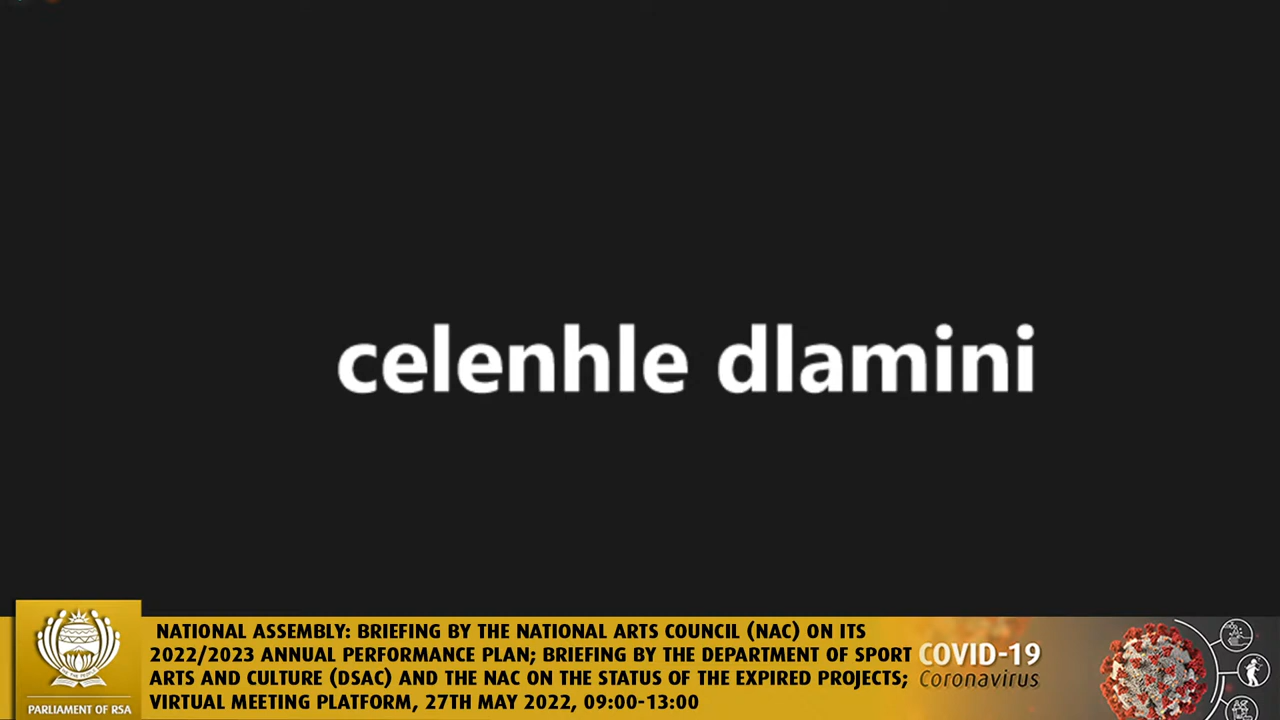 celenhle dlamini
NATIONAL ASSEMBLY: BRIEFING BY THE NATIONAL ARTS COUNCIL (NAC) ON ITS
2022/2023 ANNUAL PERFORMANCE PLAN; BRIEFING BY THE DEPARTMENT OF SPORT
ARTS AND CULTURE (DSAC) AND THE NAC ON THE STATUS OF THE EXPIRED PROJECTS;
VIRTUAL MEETING PLATFORM, 27TH MAY 2022, 09:00-13:00
COVID-19
Coronavirus
PARLIAMENT OF RSA